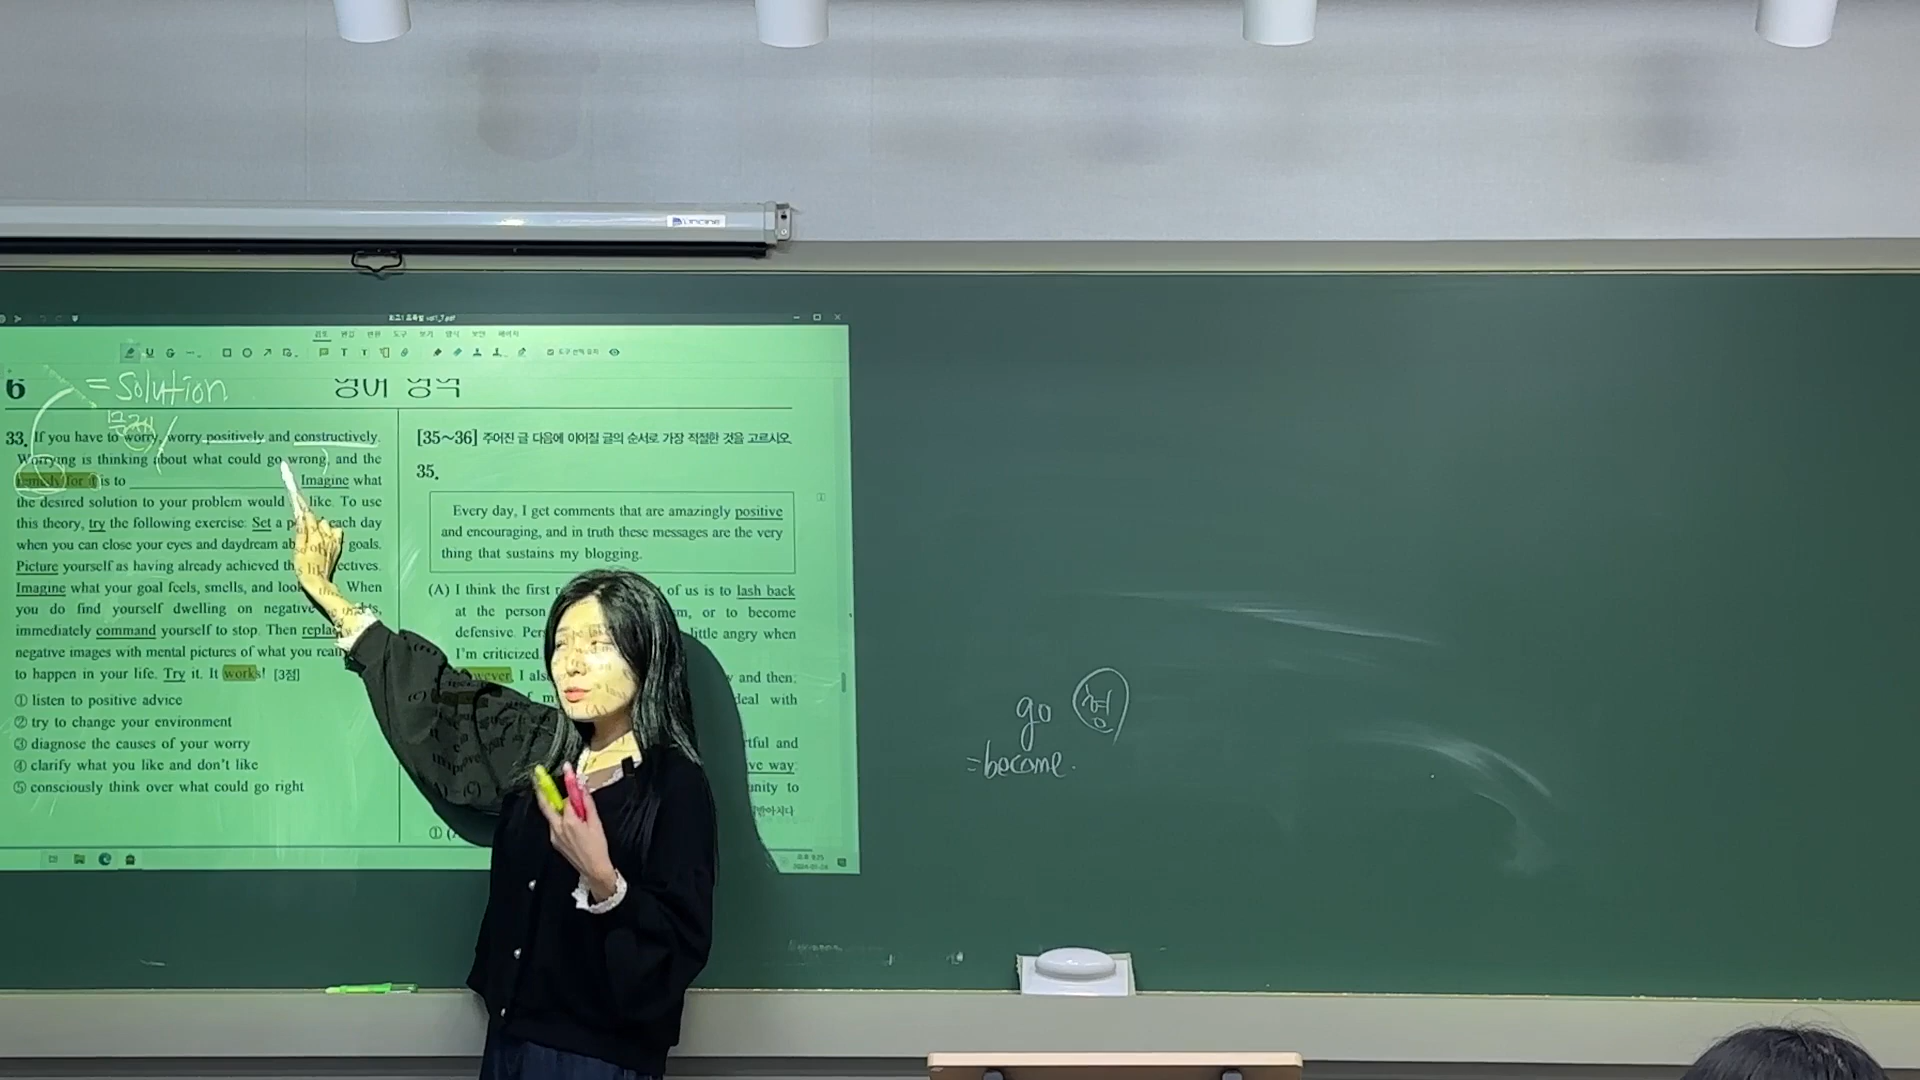 영어 영역
6
= Solution
문제
33. If you have to worry, worry positively and constructively.
Worrying is thinking about what could go wrong, and the
remedy for it is to . Imagine what
the desired solution to your problem would like. To use
this theory, try the following exercise: Set a each day
when you can close your eyes and daydream goals.
Picture yourself as having already achieved
Imagine what your goal feels, smells, and When
you do find yourself dwelling on negative
immediately command yourself to stop. Then
negative images with mental pictures of what you
to happen in your life. Try it. It works! [3점]
① listen to positive advice
② try to change your environment
③ diagnose the causes of your worry
④ clarify what you like and don't like
⑤ consciously think over what could go right
[35~36] 주어진 글 다음에 이어질 글의 순서로 가장 적절한 것을 고르시오.
35.
Every day, I get comments that are amazingly positive
and encouraging, and in truth these messages are the very
thing that sustains my blogging.
(A) I think the first of us is to lash back
at the person or to become
defensive. little angry when
I'm criticized.
I and then;
deal with
and
way:
to
①
go 형
=become.